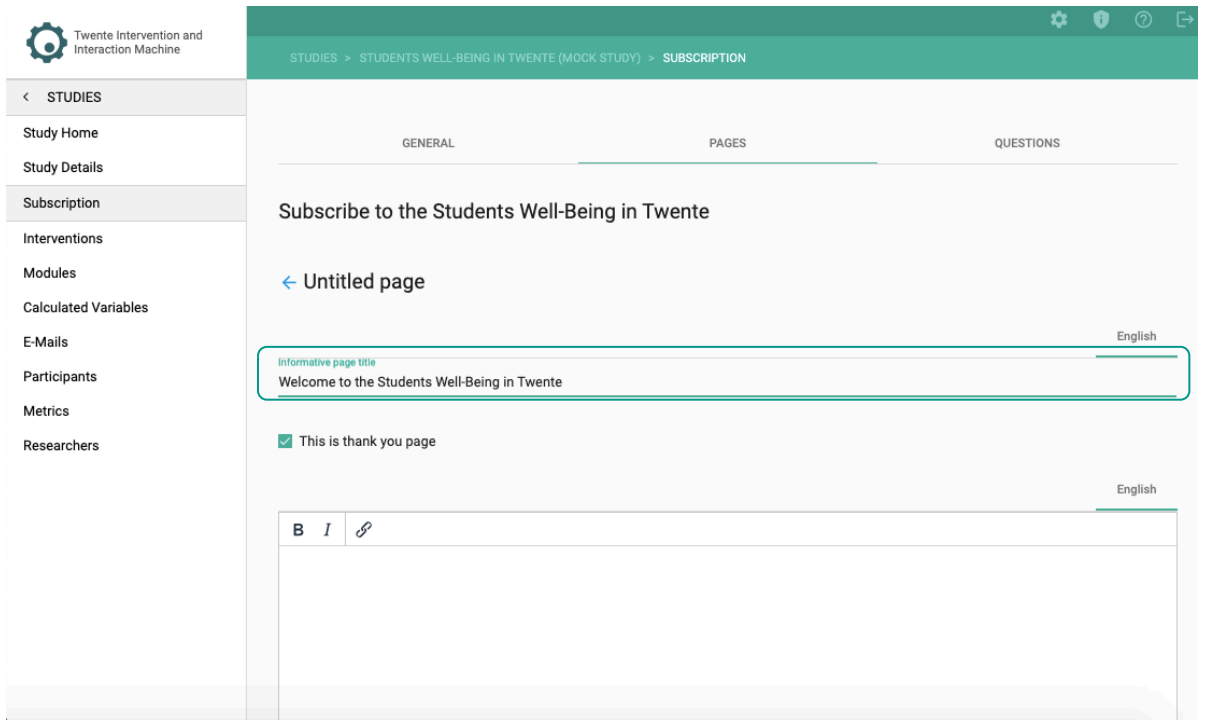 Twente Intervention and
Interaction Machine
STUDIES > STUDENTS WELL-BEING IN TWENTE (MOCK STUDY) > SUBSCRIPTION
< STUDIES
Study Home
Study Details
Subscription
Interventions
Modules
Calculated Variables
E-Mails
Participants
Metrics
Researchers
GENERAL PAGES QUESTIONS
Subscribe to the Students Well-Being in Twente
← Untitled page
English
Informative page title
Welcome to the Students Well-Being in Twente
This is thank you page
English
B I